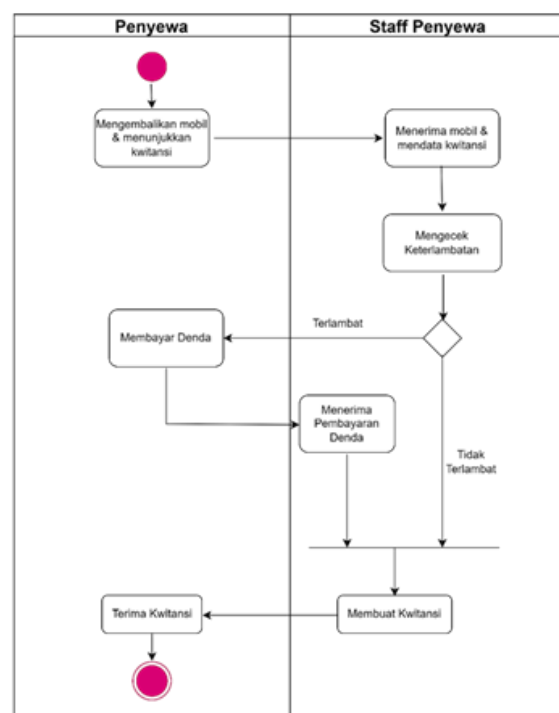 Penyewa
Staff Penyewa
Mengembalikan mobil
& menunjukkan
kwitansi
Menerima mobil &
mendata kwitansi
Mengecek
Keterlambatan
Terlambat
Membayar Denda
Menerima
Pembayaran
Denda
Tidak
Terlambat
Terima Kwitansi
Membuat Kwitansi